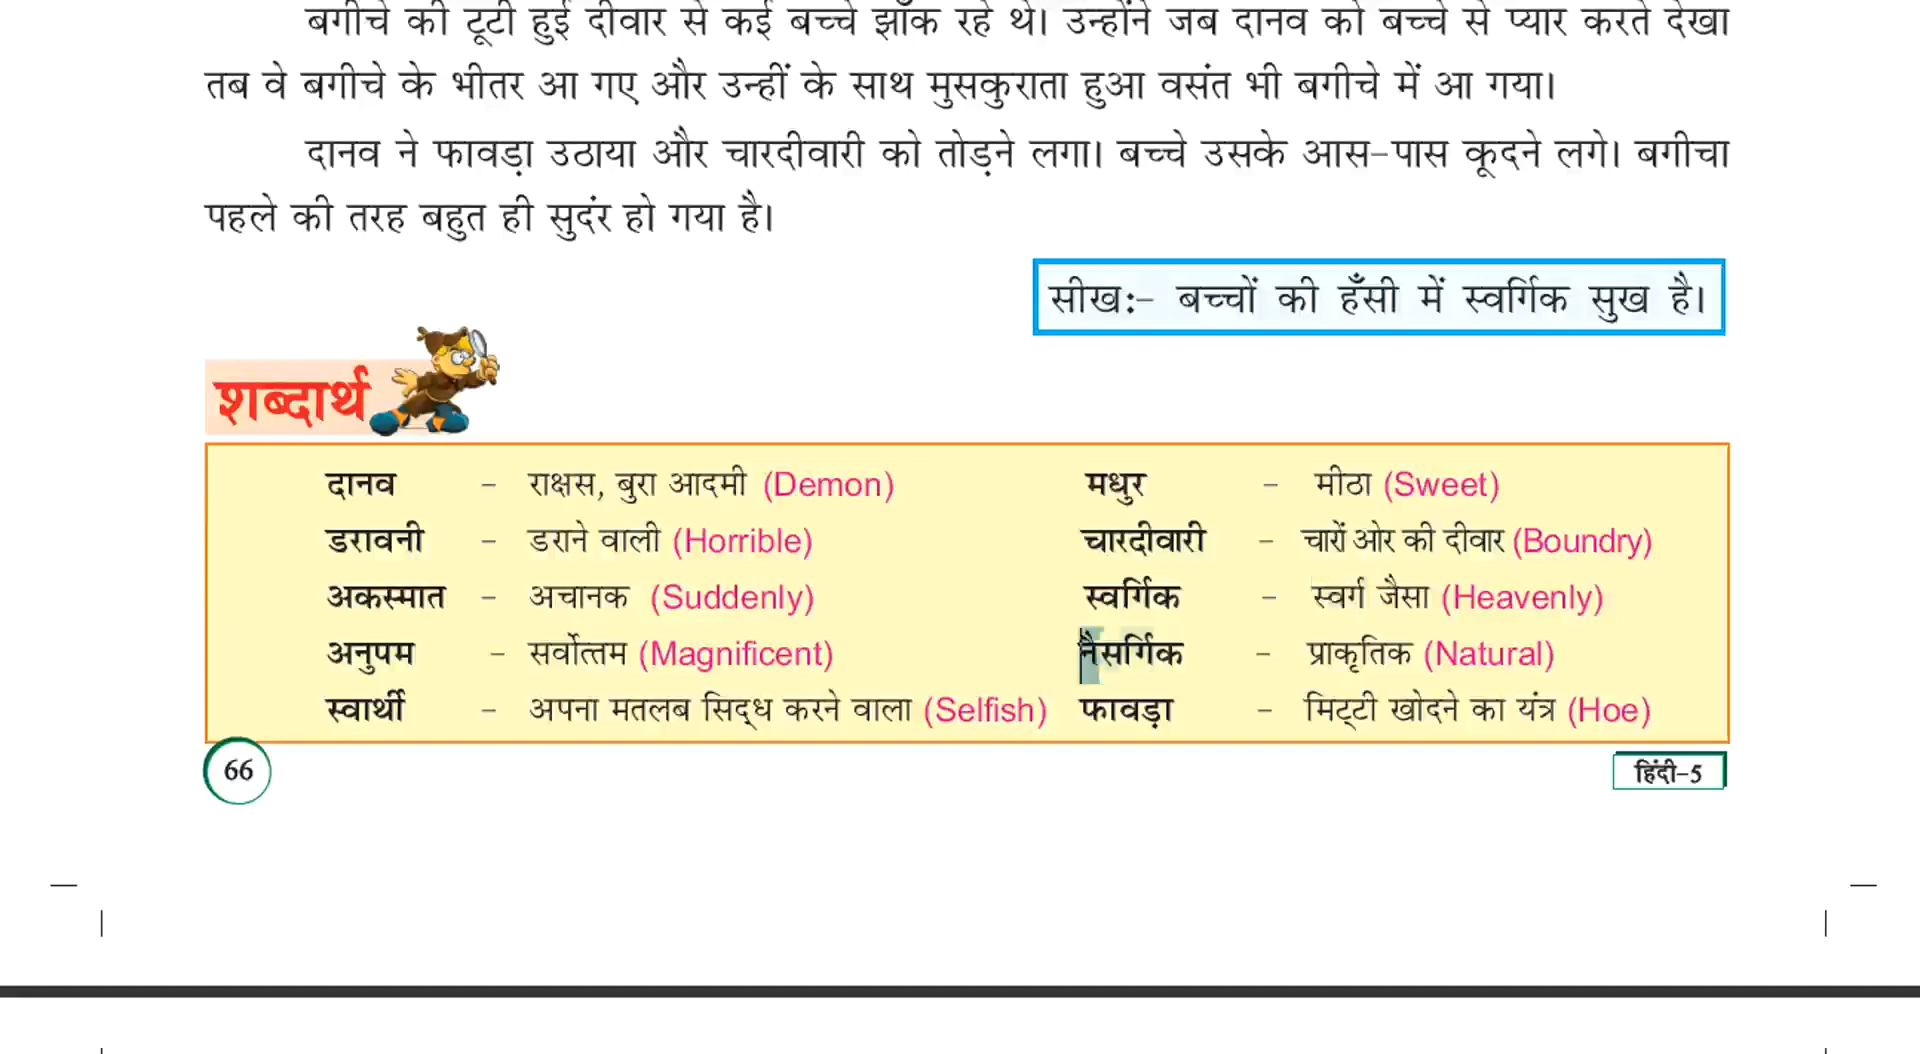 बगीचे की टूटी हुई दीवार से कई बच्चे झाँक रहे थे। उन्होंने जब दानव को बच्चे से प्यार करते देखा
तब वे बगीचे के भीतर आ गए और उन्हीं के साथ मुसकुराता हुआ वसंत भी बगीचे में आ गया।
दानव ने फावड़ा उठाया और चारदीवारी को तोड़ने लगा। बच्चे उसके आस-पास कूदने लगे। बगीचा
पहले की तरह बहुत ही सुदंर हो गया है।
सीखः- बच्चों की हँसी में स्वर्गिक सुख है।
शब्दार्थ
दानव - राक्षस, बुरा आदमी (Demon) मधुर - मीठा (Sweet)
डरावनी - डराने वाली (Horrible) चारदीवारी - चारों ओर की दीवार (Boundry)
अकस्मात - अचानक (Suddenly) स्वर्गिक - स्वर्ग जैसा (Heavenly)
अनुपम - सर्वोत्तम (Magnificent) नैसर्गिक - प्राकृतिक (Natural)
स्वार्थी - अपना मतलब सिद्ध करने वाला (Selfish) फावड़ा - मिट्टी खोदने का यंत्र (Hoe)
66 हिंदी-5